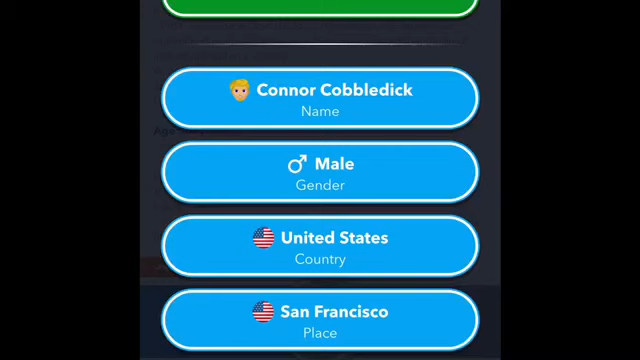 Connor Cobbledick
Name
Male
Gender
United States
Country
San Francisco
Place